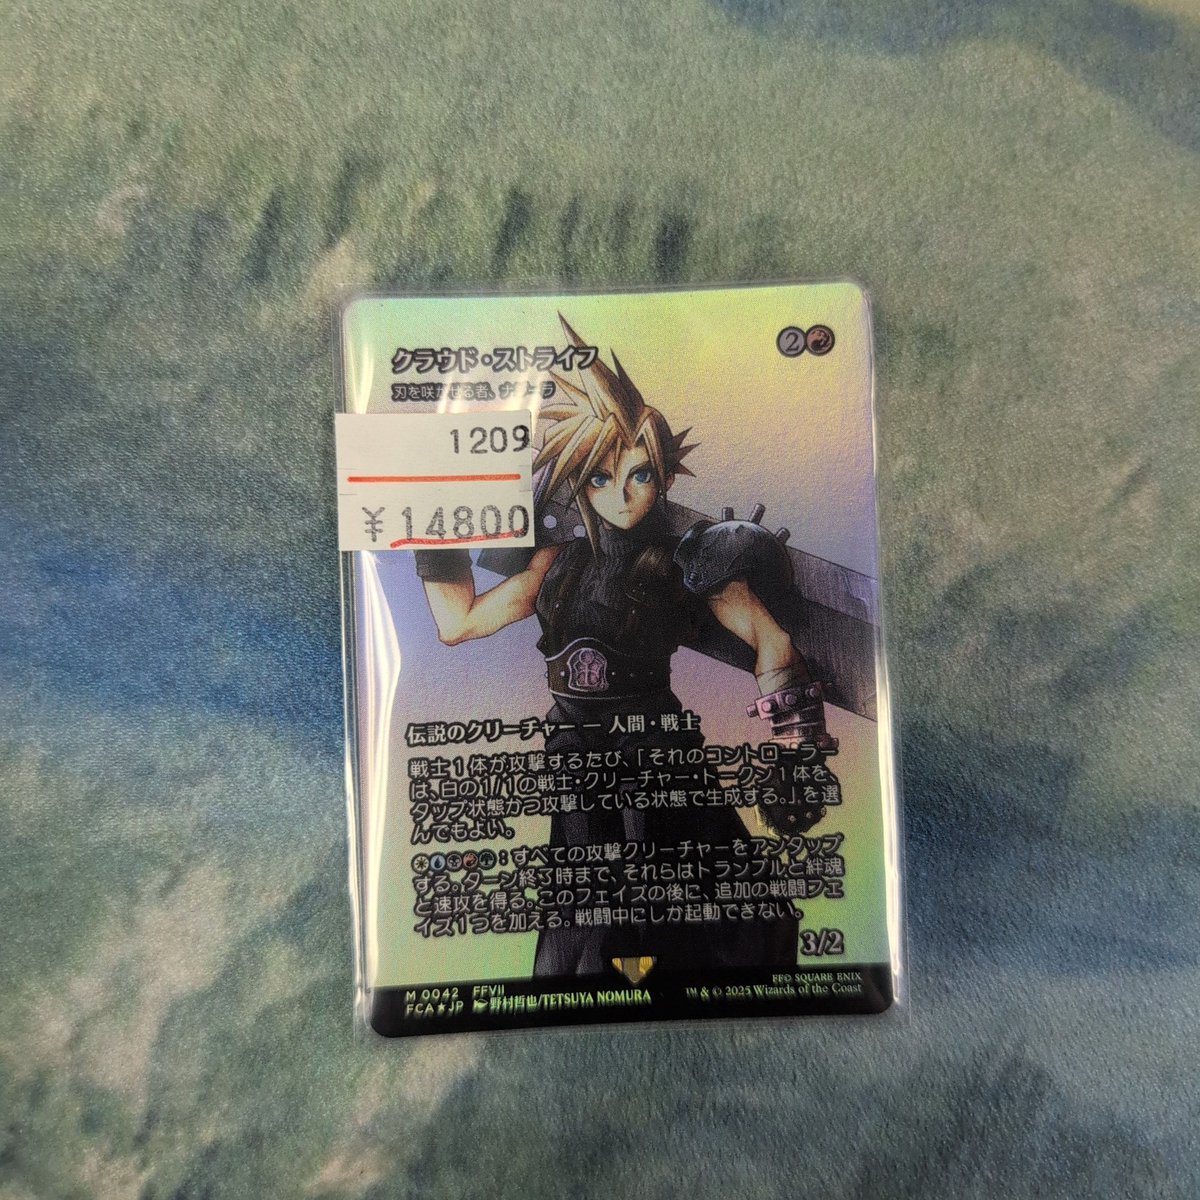 クラウド・ストライフ
2
刃を咲かせる者、ナジーラ
1209
¥14800
伝説のクリーチャー ― 人間・戦士
戦士1体が攻撃するたび、「それのコントローラー
は、白の1/1の戦士・クリーチャー・トークン1体を、
タップ状態かつ攻撃している状態で生成する。」を選
んでもよい。
:すべての攻撃クリーチャーをアンタップ
する。ターン終了時まで、それらはトランプルと絆魂
と速攻を得る。このフェイズの後に、追加の戦闘フェ
イズ1つを加える。戦闘中にしか起動できない。
3/2
M 0042 FFVII
FCA★JP 野村哲也/TETSUYA NOMURA
FF© SQUARE ENIX
™ & © 2025 Wizards of the Coast